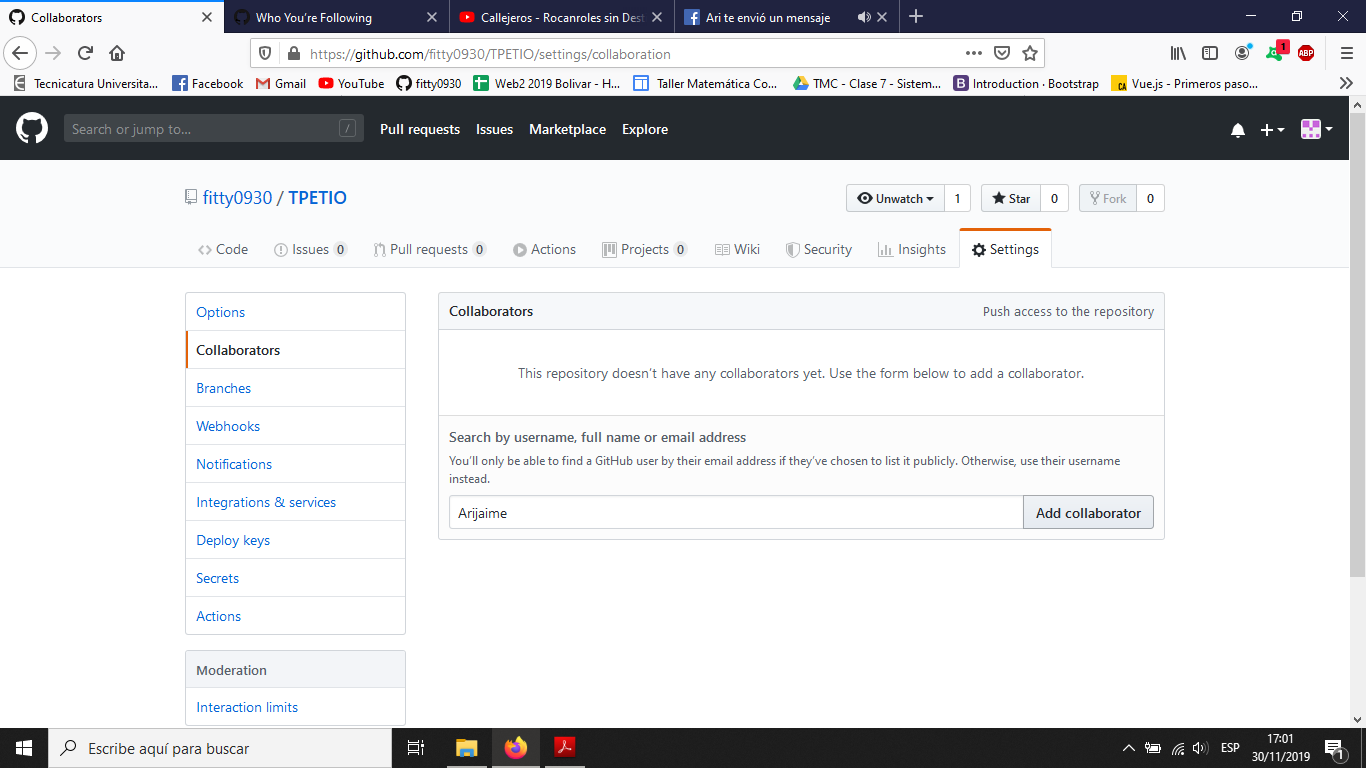 Collaborators
Who You're Following
Callejeros - Rocanroles sin Dest
Ari te envió un mensaje
https://github.com/fitty0930/TPETIO/settings/collaboration
1
ABP
Tecnicatura Universita...
Facebook
Gmail
YouTube
fitty0930
Web2 2019 Bolivar - H...
Taller Matemática Co...
TMC - Clase 7 - Sistem...
Introduction · Bootstrap
Vue.js - Primeros paso...
Search or jump to...
/
Pull requests
Issues
Marketplace
Explore
fitty0930 / TPETIO
Unwatch 1
Star 0
Fork 0
Code
Issues 0
Pull requests 0
Actions
Projects 0
Wiki
Security
Insights
Settings
Options
Collaborators
Branches
Webhooks
Notifications
Integrations & services
Deploy keys
Secrets
Actions
Moderation
Interaction limits
Collaborators
Push access to the repository
This repository doesn't have any collaborators yet. Use the form below to add a collaborator.
Search by username, full name or email address
You'll only be able to find a GitHub user by their email address if they've chosen to list it publicly. Otherwise, use their username
instead.
Arijaime
Add collaborator
Escribe aquí para buscar
ESP
17:01
30/11/2019
1